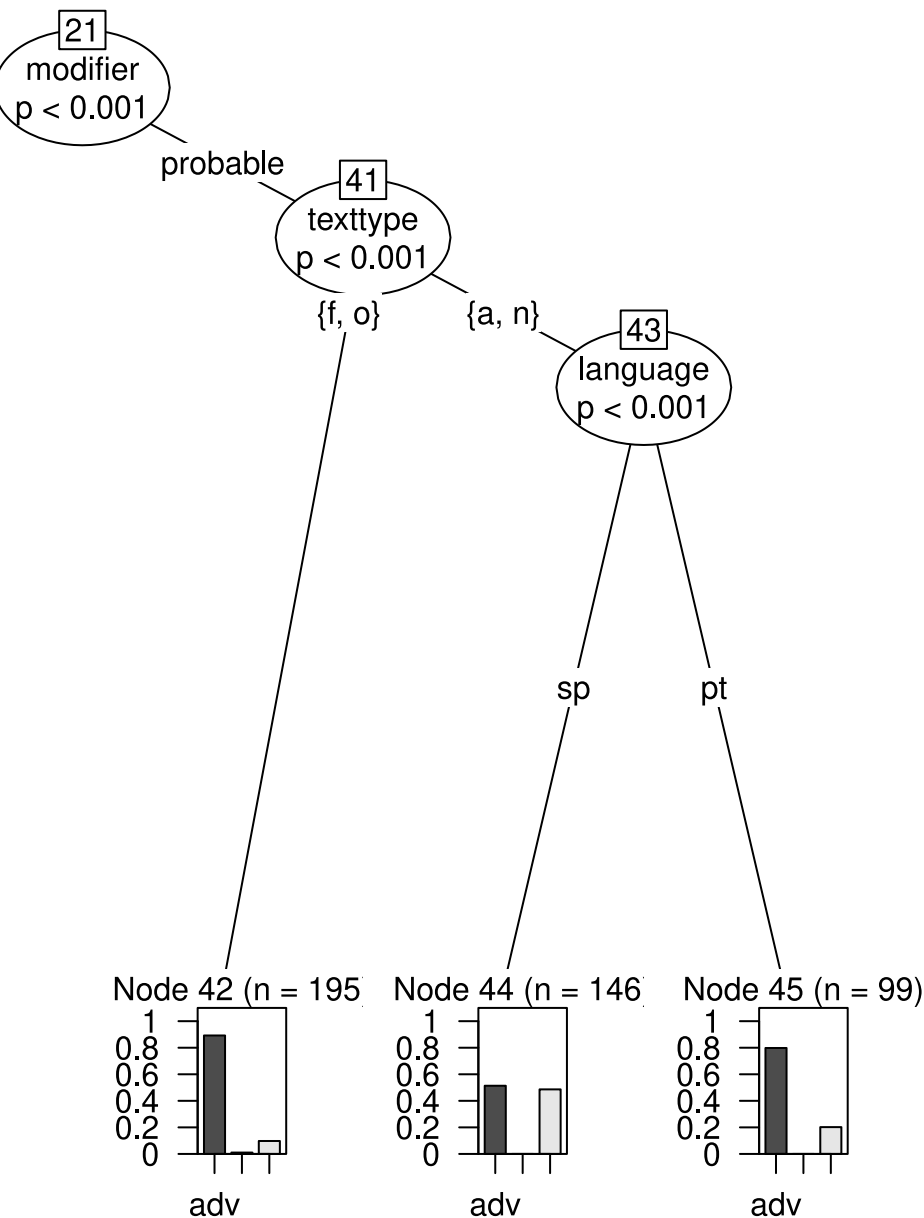 21
modifier
p < 0.001
probable
41
texttype
p < 0.001
{f, o}
{a, n}
43
language
p < 0.001
sp
pt
Node 42 (n = 195
Node 44 (n = 146
Node 45 (n = 99)
1
0.8
0.6
0.4
0.2
0
adv
1
0.8
0.6
0.4
0.2
0
adv
1
0.8
0.6
0.4
0.2
0
adv